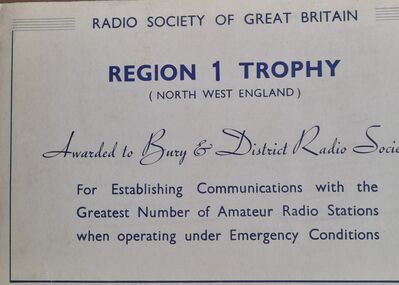 RADIO SOCIETY OF GREAT BRITAIN
REGION 1 TROPHY
( NORTH WEST ENGLAND )
Awarded to Bury & District Radio Socie
For Establishing Communications with the
Greatest Number of Amateur Radio Stations
when operating under Emergency Conditions